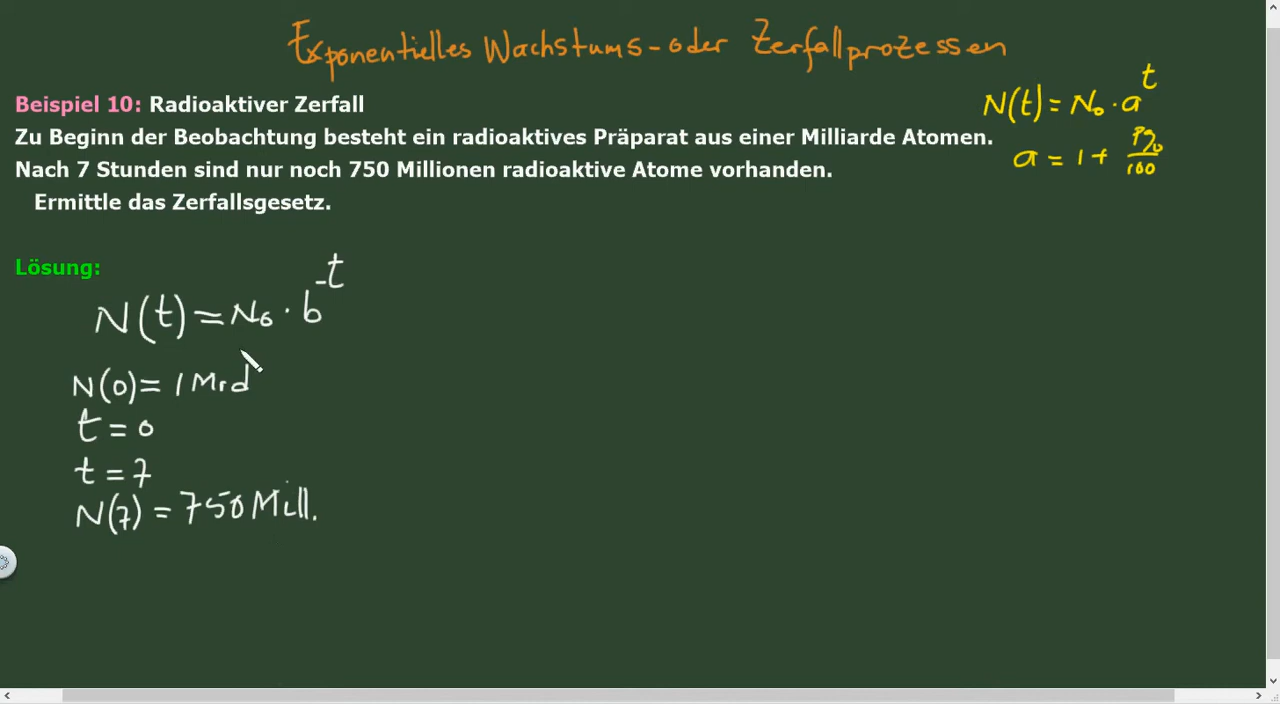 Exponentielles Wachstums-oder Zerfallprozessen
Beispiel 10: Radioaktiver Zerfall
Zu Beginn der Beobachtung besteht ein radioaktives Präparat aus einer Milliarde Atomen.
Nach 7 Stunden sind nur noch 750 Millionen radioaktive Atome vorhanden.
Ermittle das Zerfallsgesetz.
N(t) = N₀ · a^t
a = 1 + P%/100
Lösung:
N(t) = N₀ · b^-t
N(0) = 1 Mrd
t = 0
t = 7
N(7) = 750 Mill.